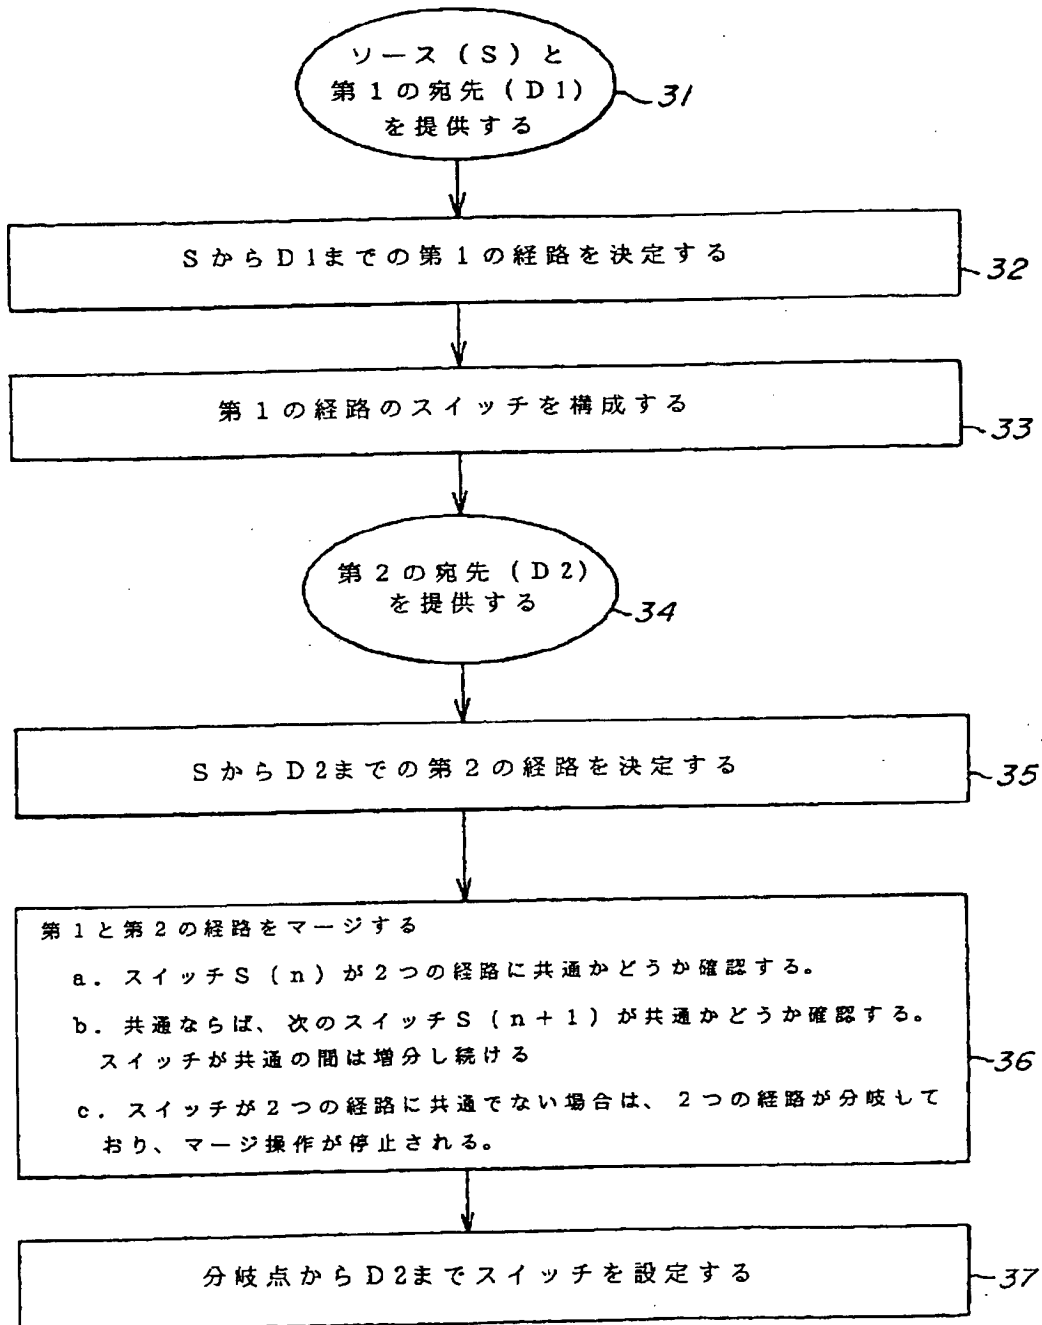 ソース(S)と
第1の宛先(D1)
を提供する
31
SからD1までの第1の経路を決定する
32
第1の経路のスイッチを構成する
33
第2の宛先(D2)
を提供する
34
SからD2までの第2の経路を決定する
35
第1と第2の経路をマージする
a. スイッチS(n)が2つの経路に共通かどうか確認する。
b. 共通ならば、次のスイッチS(n+1)が共通かどうか確認する。
スイッチが共通の間は増分し続ける
c. スイッチが2つの経路に共通でない場合は、2つの経路が分岐して
おり、マージ操作が停止される。
36
分岐点からD2までスイッチを設定する
37